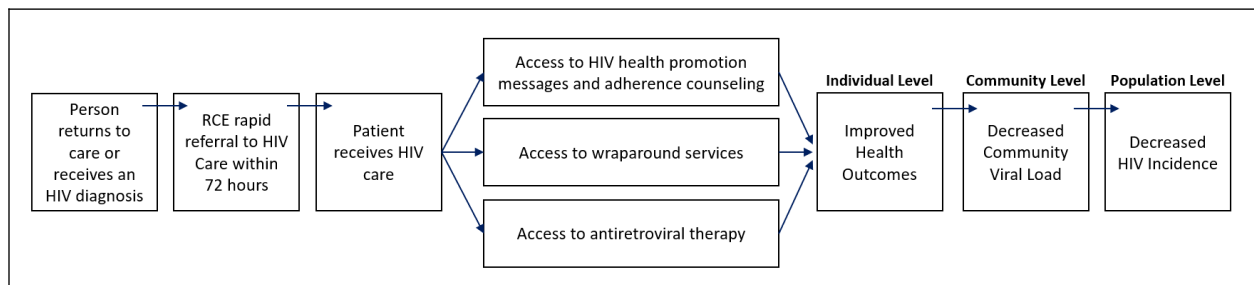 Person
returns to
care or
receives an
HIV diagnosis
RCE rapid
referral to HIV
Care within
72 hours
Patient
receives HIV
care
Access to HIV health promotion
messages and adherence counseling
Access to wraparound services
Access to antiretroviral therapy
Individual Level
Improved
Health
Outcomes
Community Level
Decreased
Community
Viral Load
Population Level
Decreased
HIV Incidence